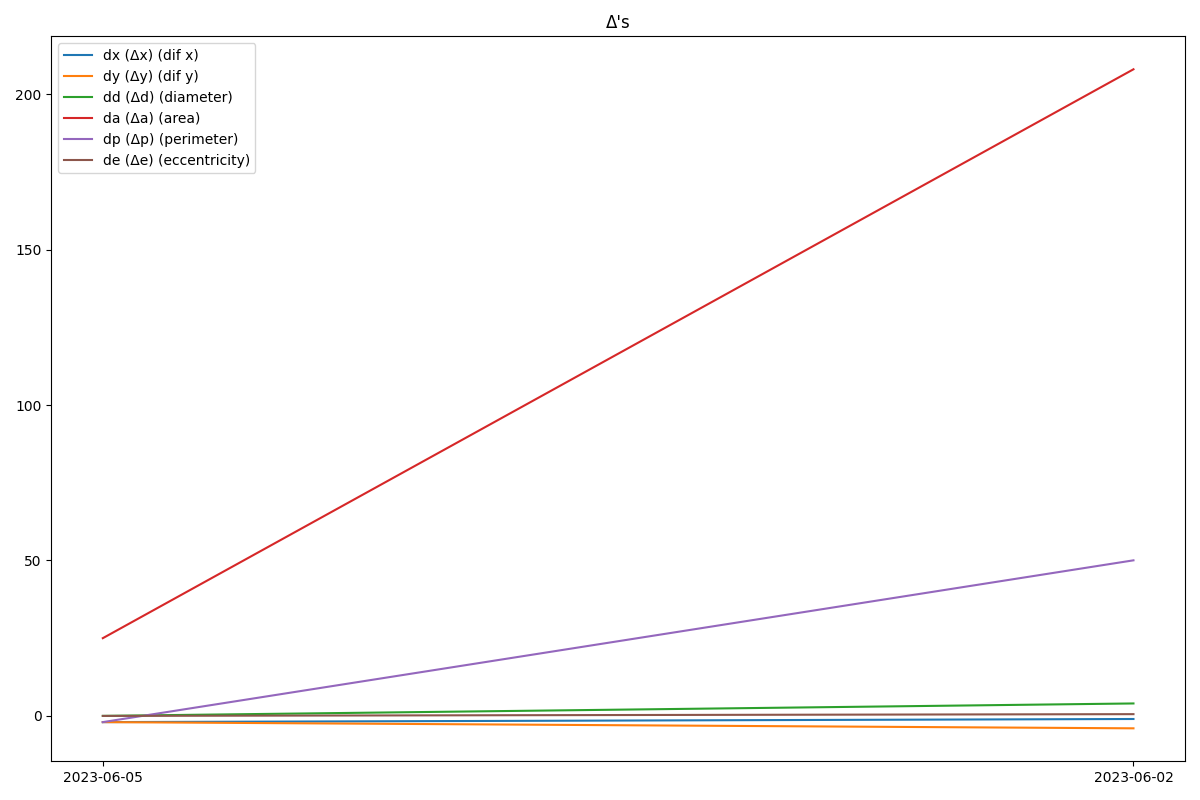 Δ's
dx (Δx) (dif x)
dy (Δy) (dif y)
dd (Δd) (diameter)
da (Δa) (area)
dp (Δp) (perimeter)
de (Δe) (eccentricity)
200
150
100
50
0
2023-06-05 2023-06-02